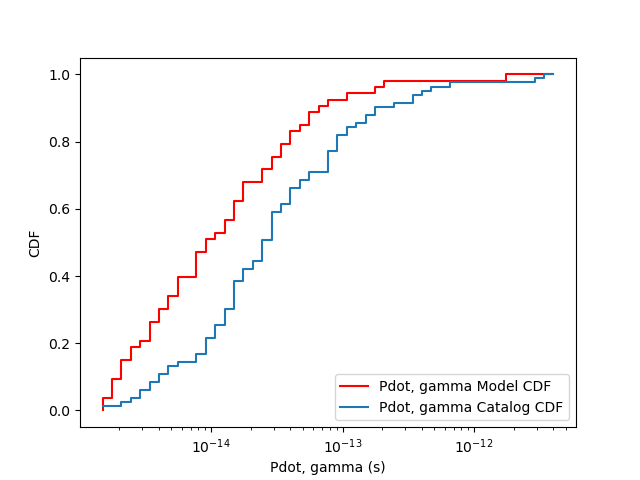 1.0
0.8
0.6
0.4
0.2
0.0
CDF
10⁻¹⁴
10⁻¹³
10⁻¹²
Pdot, gamma (s)
Pdot, gamma Model CDF
Pdot, gamma Catalog CDF